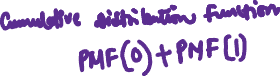 Cumulative distribution function
PMF(0) + PMF(1)